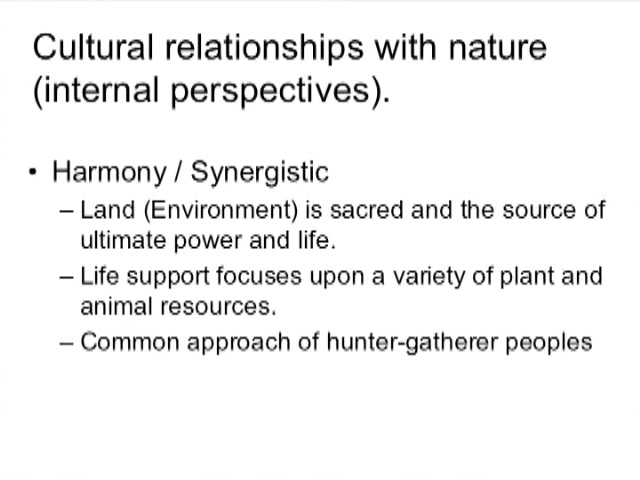 Cultural relationships with nature
(internal perspectives).
• Harmony / Synergistic
– Land (Environment) is sacred and the source of
ultimate power and life.
– Life support focuses upon a variety of plant and
animal resources.
– Common approach of hunter-gatherer peoples